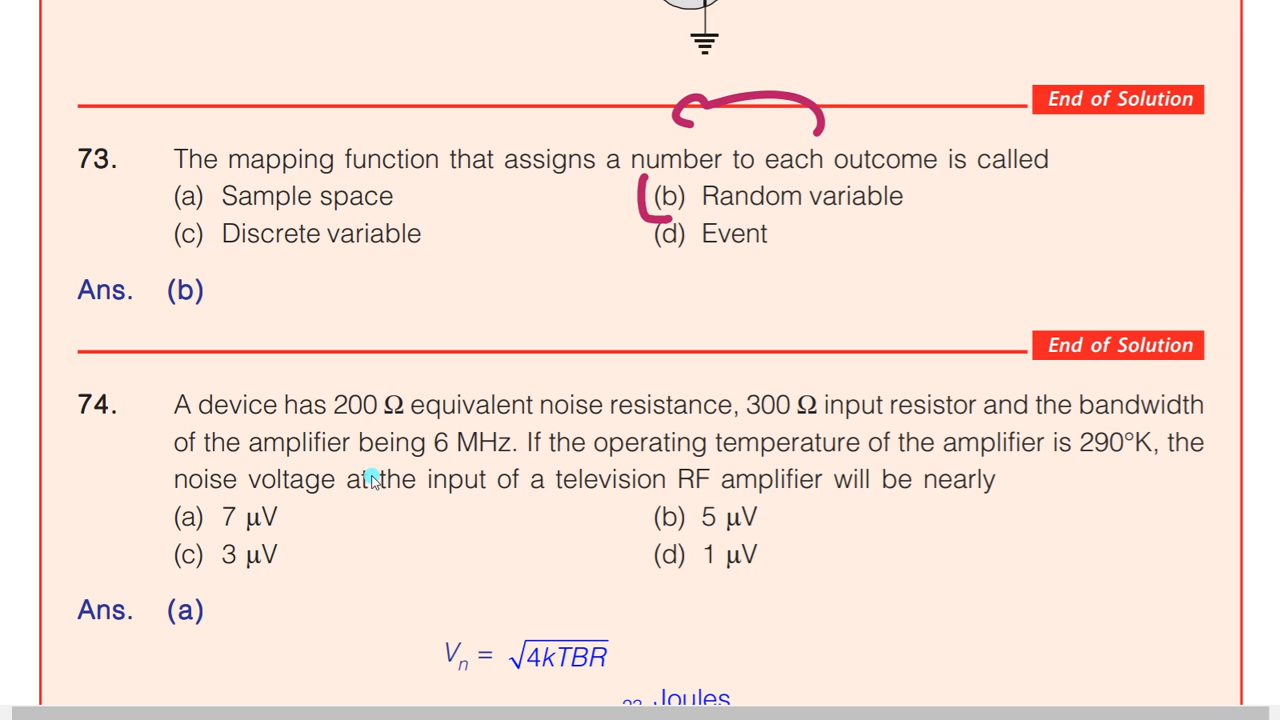 End of Solution
73. The mapping function that assigns a number to each outcome is called
(a) Sample space (b) Random variable
(c) Discrete variable (d) Event
Ans. (b)
End of Solution
74. A device has 200 Ω equivalent noise resistance, 300 Ω input resistor and the bandwidth
of the amplifier being 6 MHz. If the operating temperature of the amplifier is 290°K, the
noise voltage at the input of a television RF amplifier will be nearly
(a) 7 μV (b) 5 μV
(c) 3 μV (d) 1 μV
Ans. (a)
Vn = √4kTBR
Joules